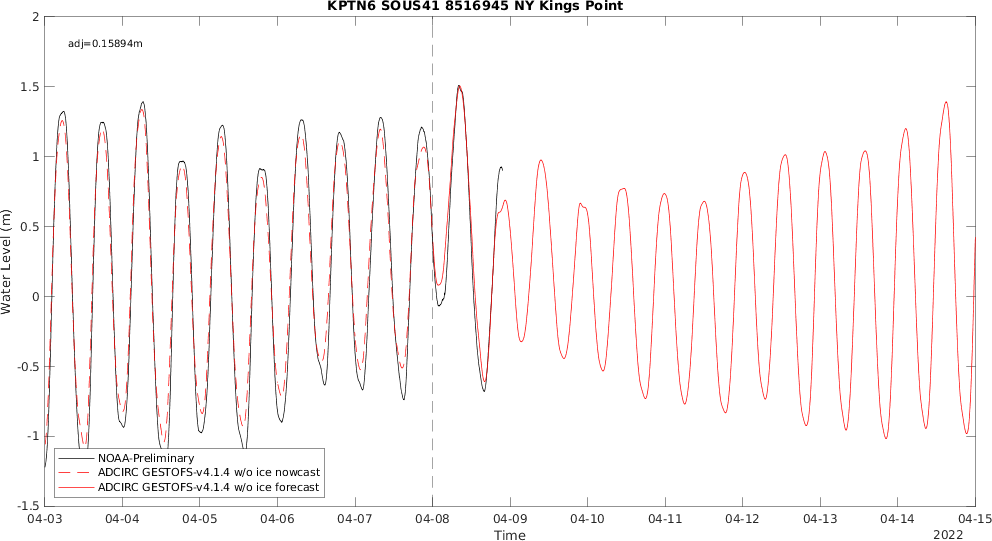 KPTN6 SOUS41 8516945 NY Kings Point
2
adj=0.15894m
1.5
1
0.5
0
-0.5
-1
-1.5
Water Level (m)
NOAA-Preliminary
ADCIRC GESTOFS-v4.1.4 w/o ice nowcast
ADCIRC GESTOFS-v4.1.4 w/o ice forecast
04-03 04-04 04-05 04-06 04-07 04-08 04-09 04-10 04-11 04-12 04-13 04-14 04-15
Time
2022